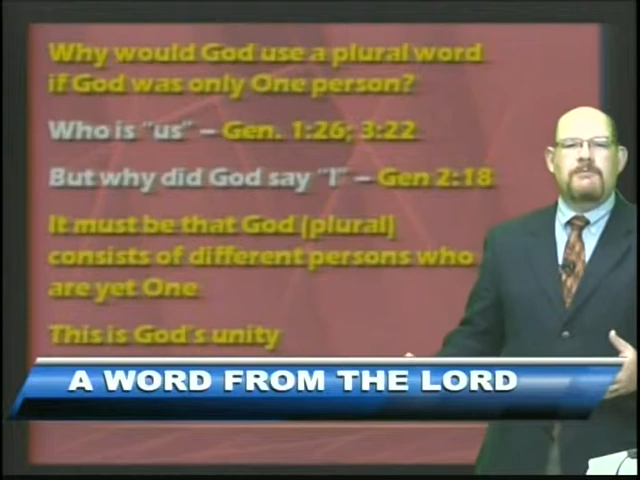 Why would God use a plural word
if God was only One person?
Who is "us" – Gen. 1:26; 3:22
But why did God say "I" – Gen 2:18
It must be that God (plural)
consists of different persons who
are yet One
This is God's unity
A WORD FROM THE LORD